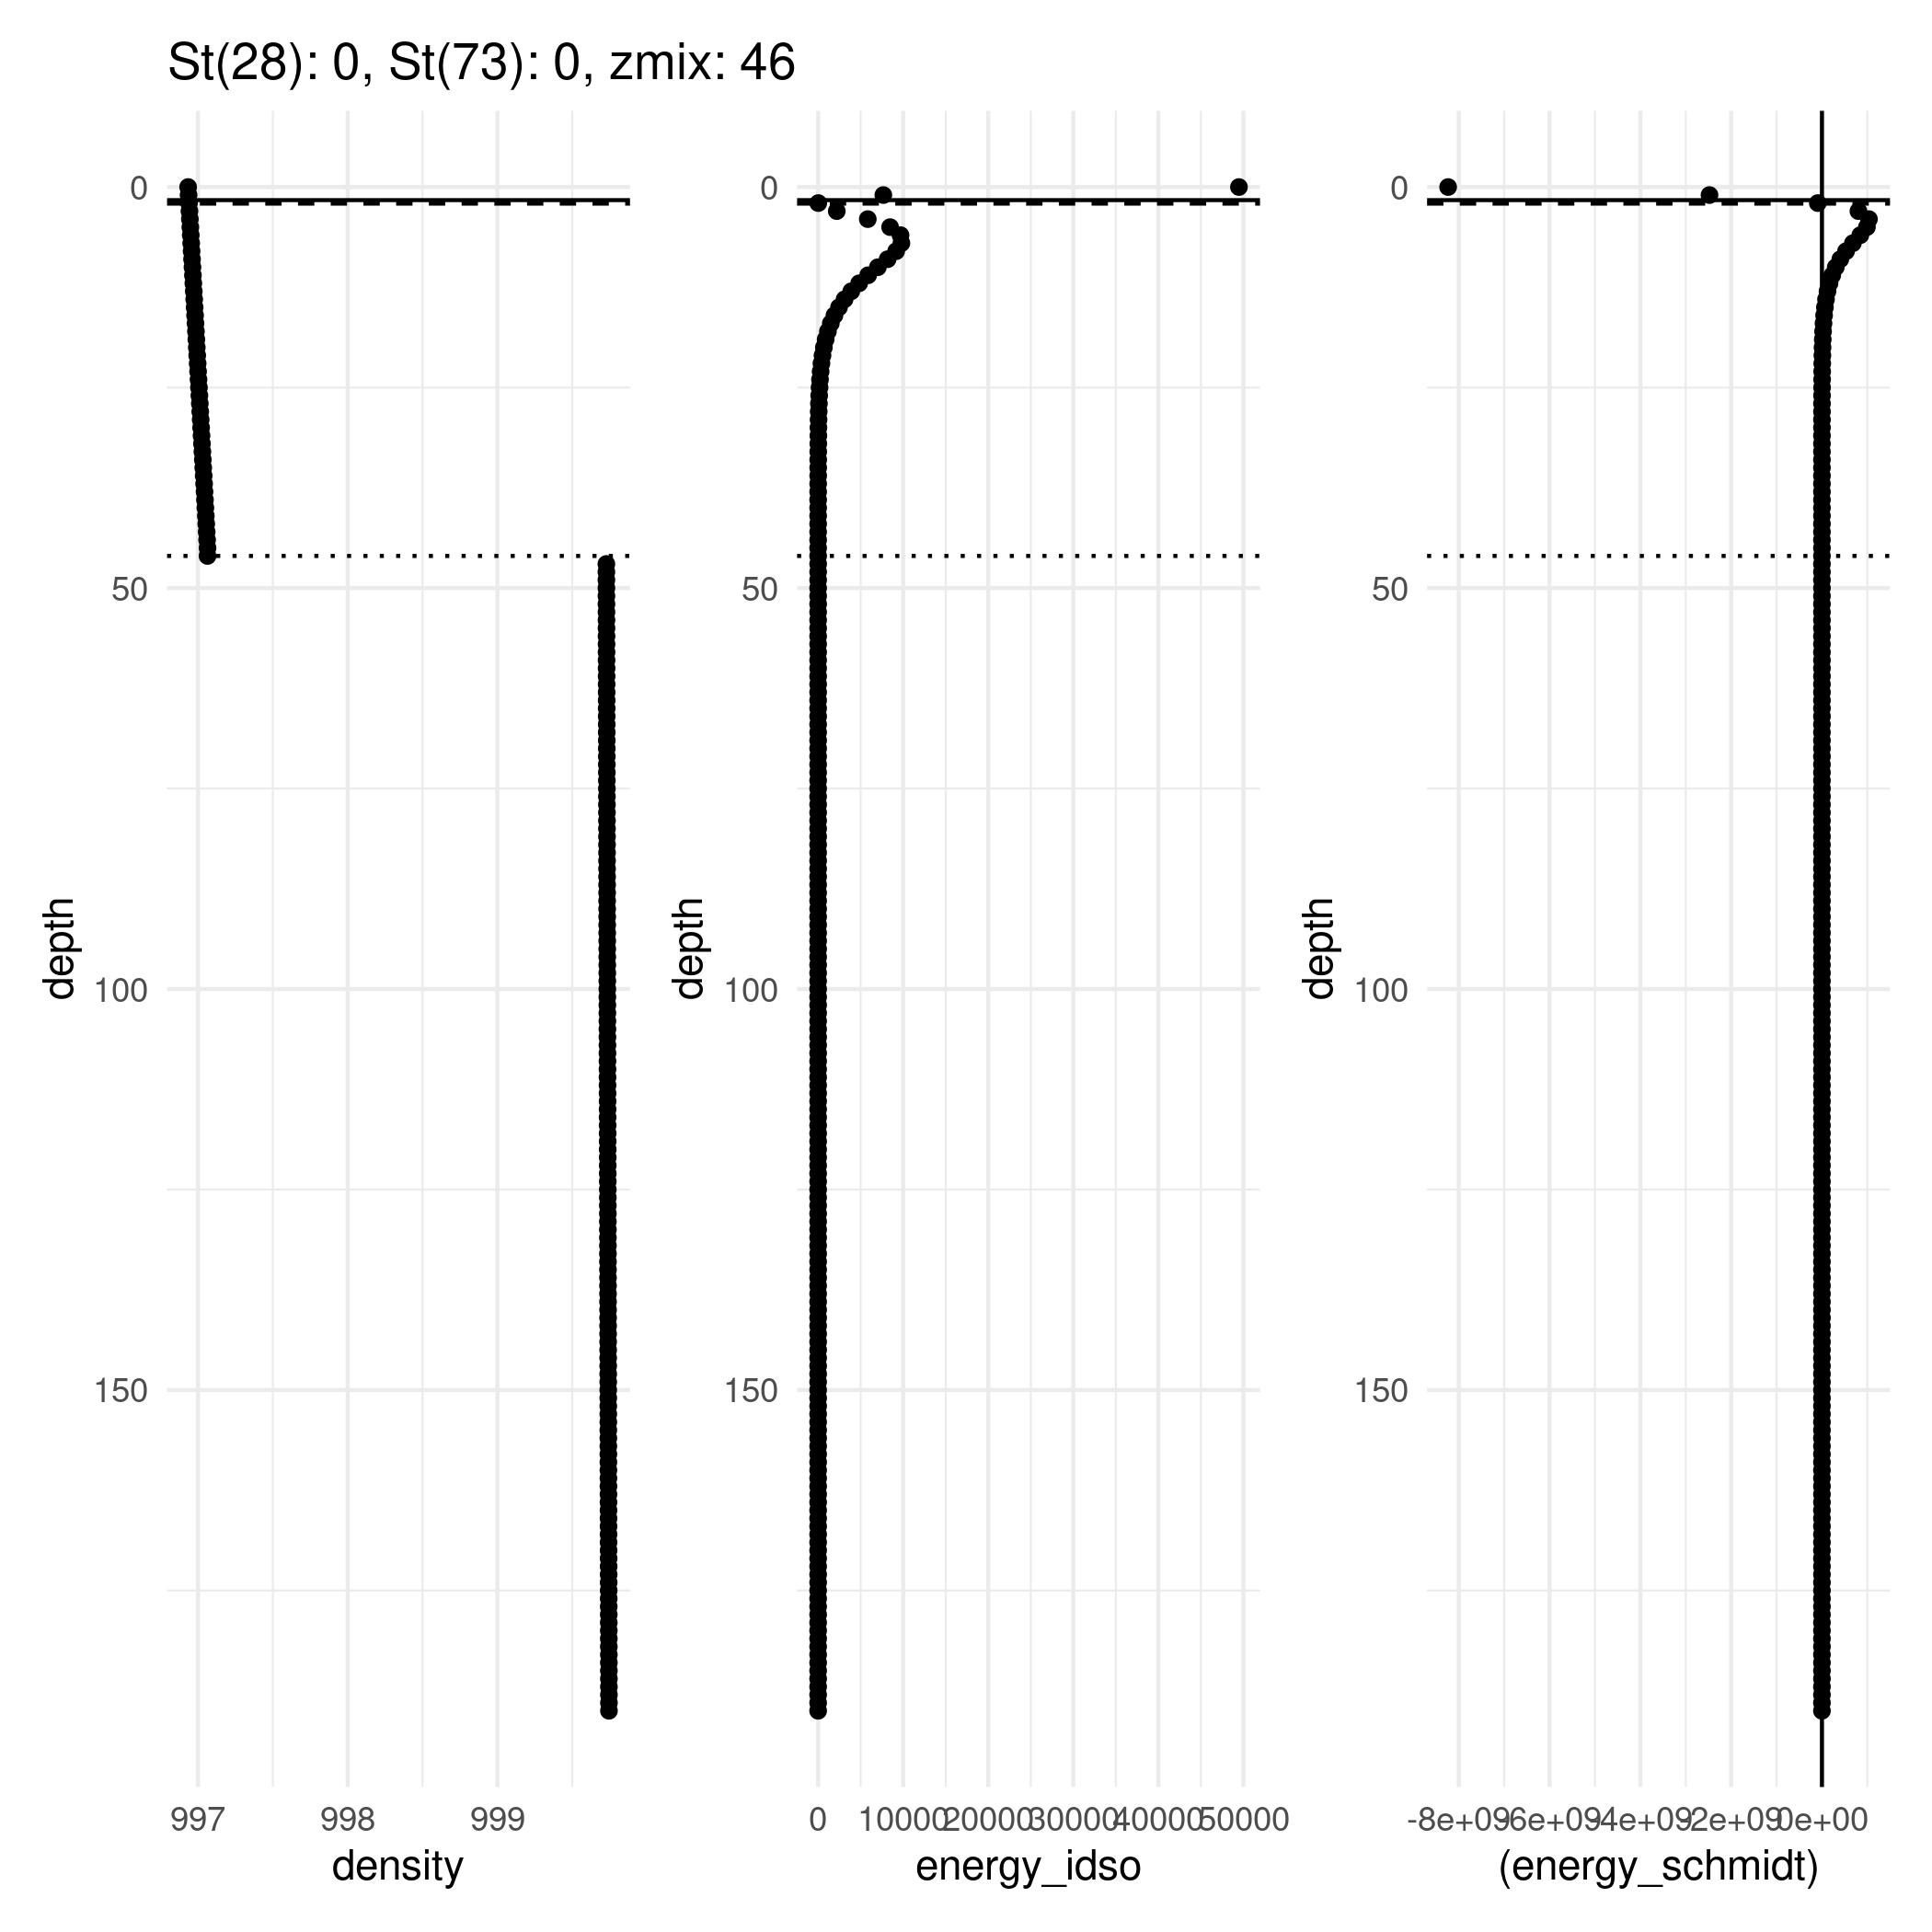 St(28): 0, St(73): 0, zmix: 46
0
50
100
150
depth
997 998 999
density
0
50
100
150
depth
0 10000 20000 30000 40000 50000
energy_idso
0
50
100
150
depth
-8e+09 -6e+09 -4e+09 -2e+09 0e+00
(energy_schmidt)